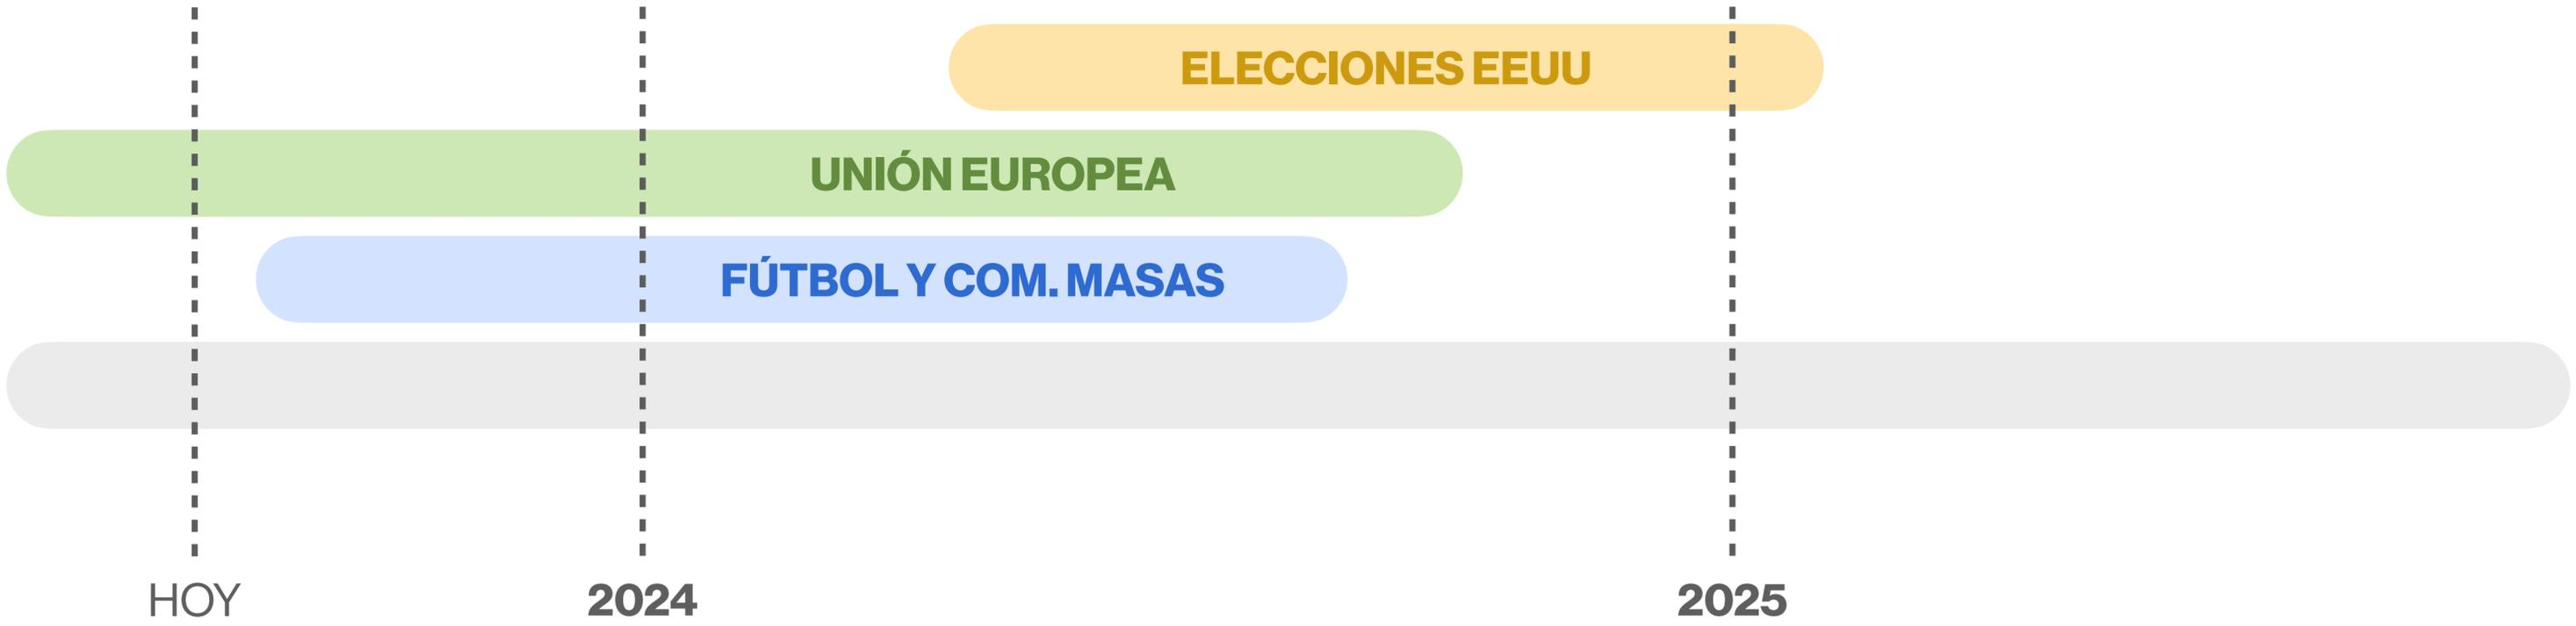 ELECCIONES EEUU
UNIÓN EUROPEA
FÚTBOL Y COM. MASAS
HOY
2024
2025